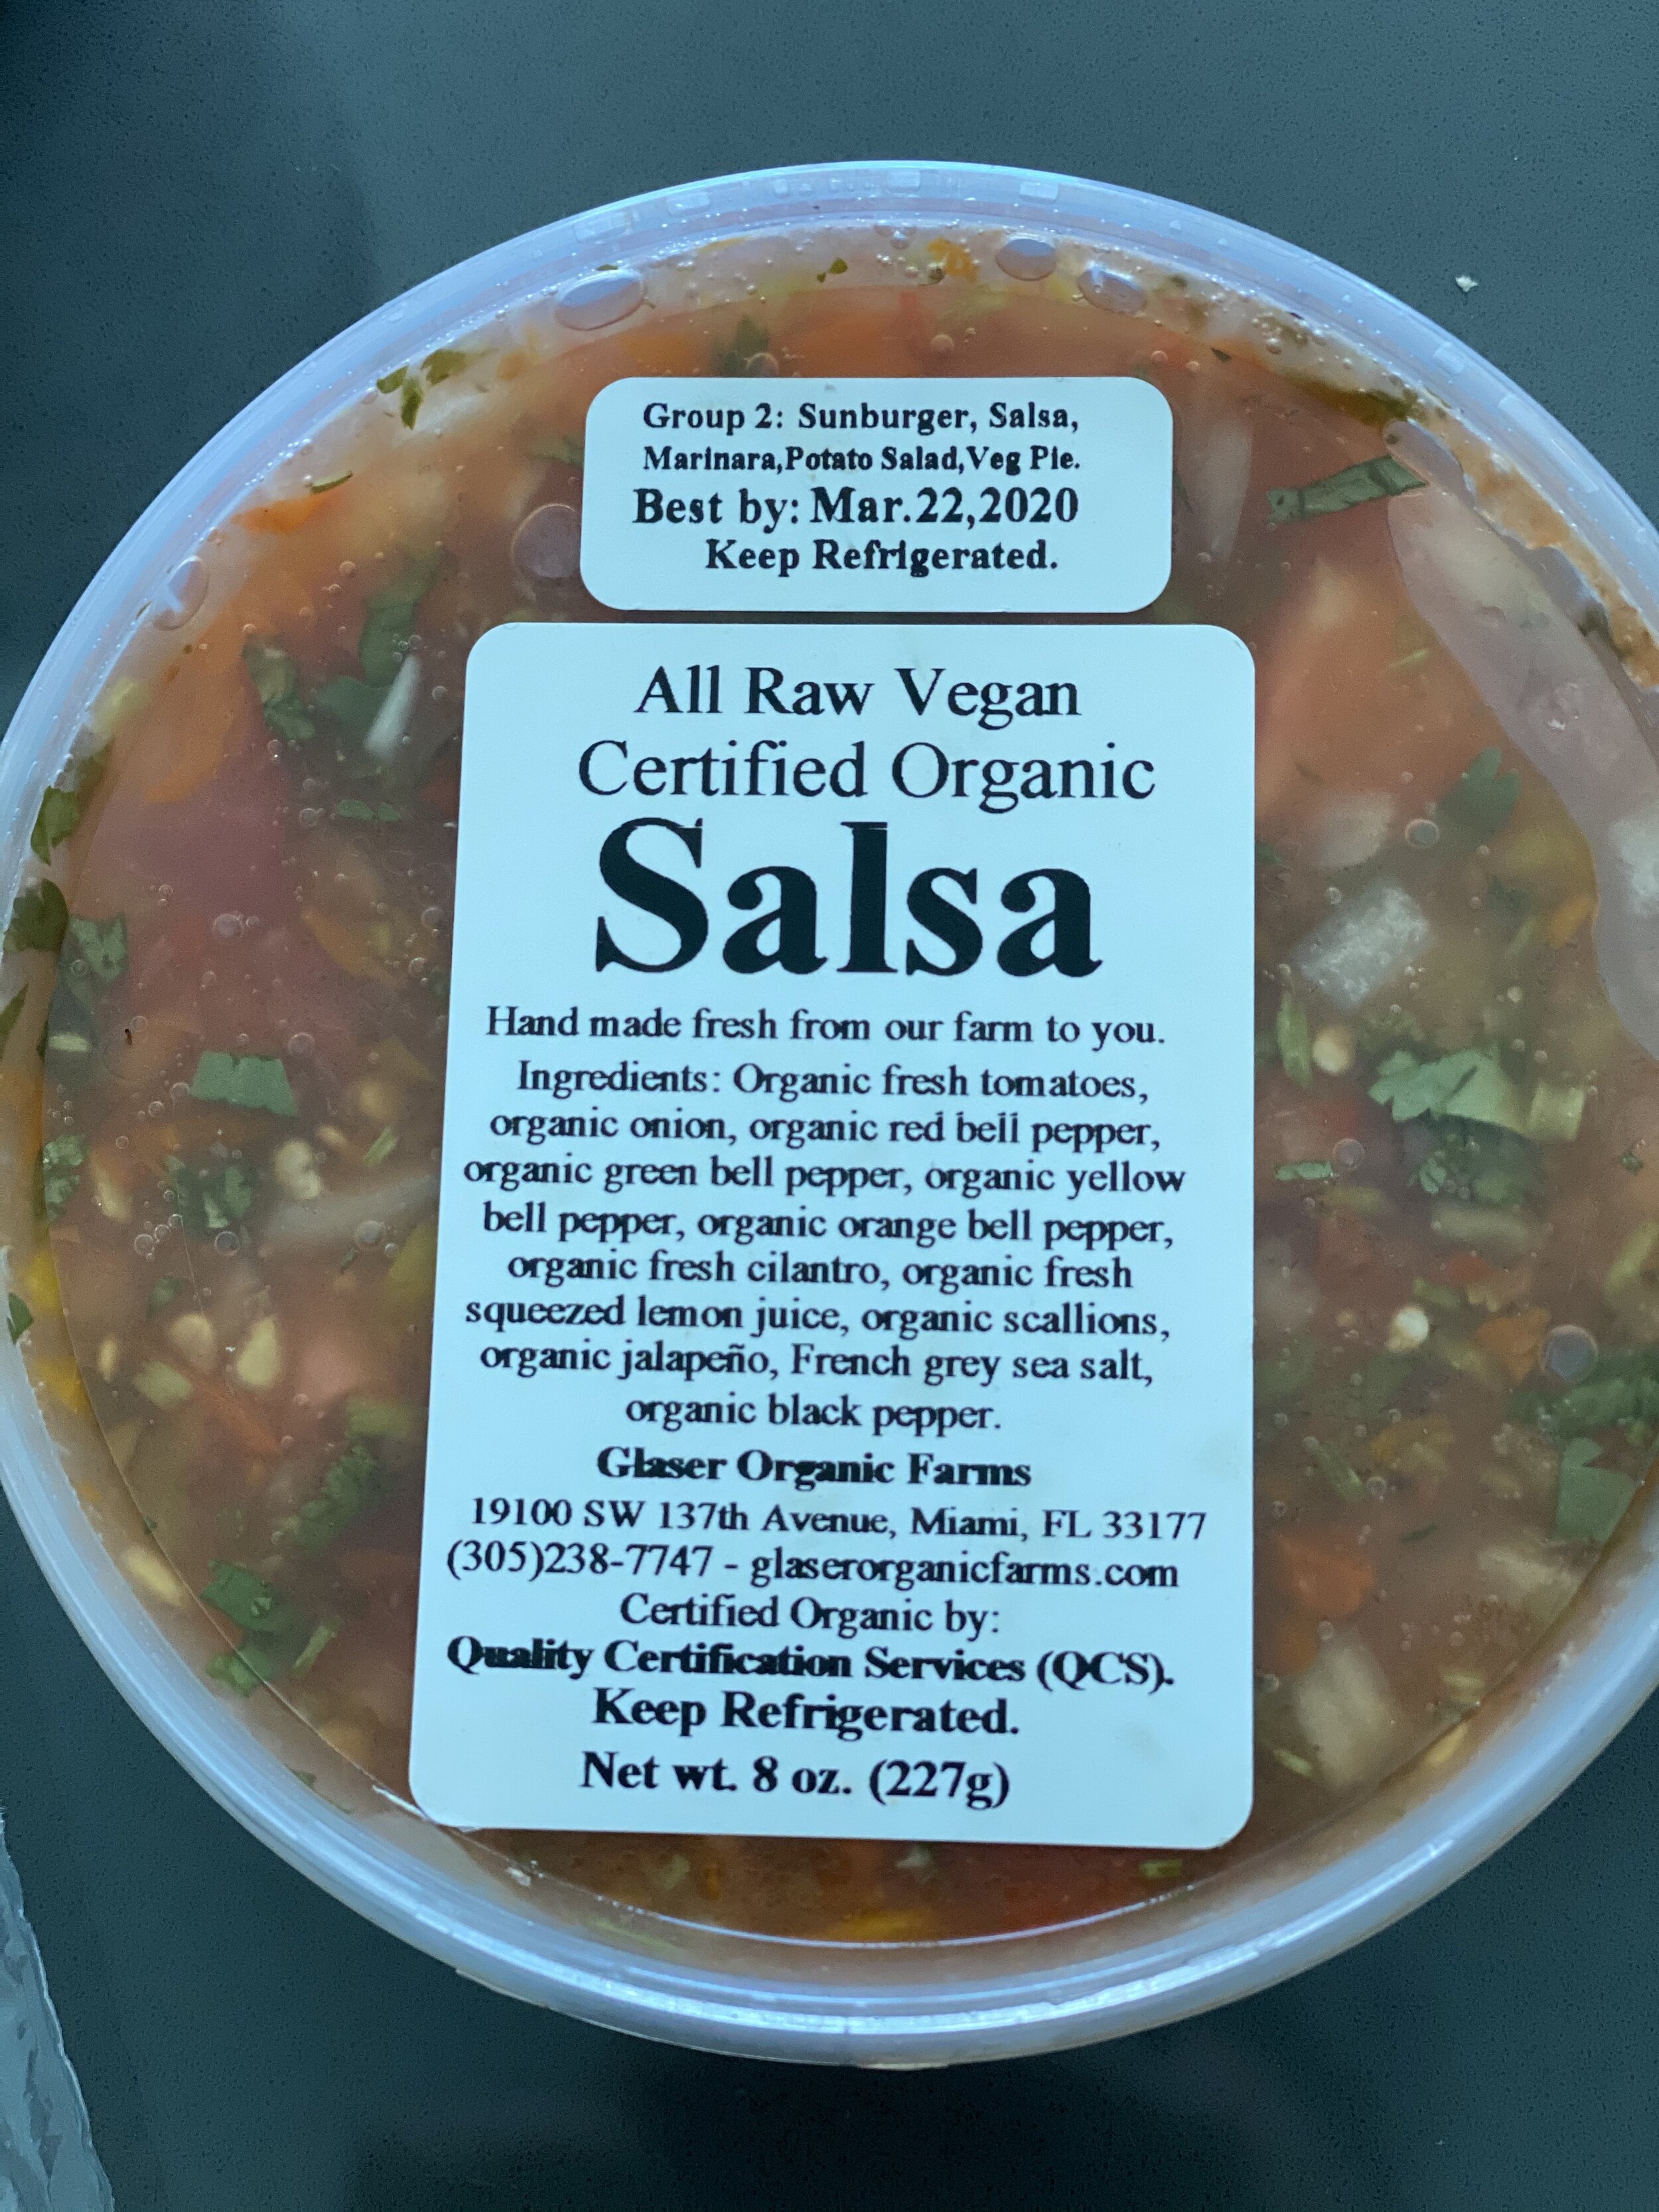 Group 2: Sunburger, Salsa,
Marinara,Potato Salad,Veg Pie.
Best by: Mar.22,2020
Keep Refrigerated.
All Raw Vegan
Certified Organic
Salsa
Hand made fresh from our farm to you.
Ingredients: Organic fresh tomatoes,
organic onion, organic red bell pepper,
organic green bell pepper, organic yellow
bell pepper, organic orange bell pepper,
organic fresh cilantro, organic fresh
squeezed lemon juice, organic scallions,
organic jalapeño, French grey sea salt,
organic black pepper.
Glaser Organic Farms
19100 SW 137th Avenue, Miami, FL 33177
(305)238-7747 - glaserorganicfarms.com
Certified Organic by:
Quality Certification Services (QCS).
Keep Refrigerated.
Net wt. 8 oz. (227g)